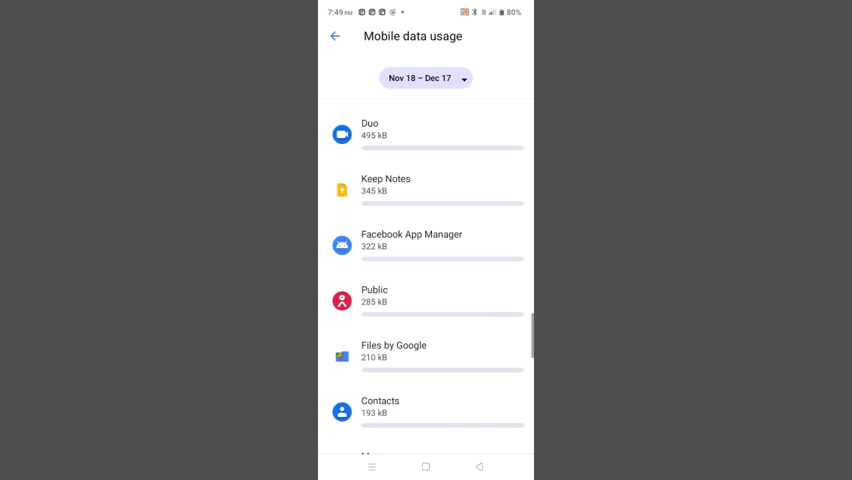 7:49 PM 80%
Mobile data usage
Nov 18 – Dec 17
Duo
495 kB
Keep Notes
345 kB
Facebook App Manager
322 kB
Public
285 kB
Files by Google
210 kB
Contacts
193 kB